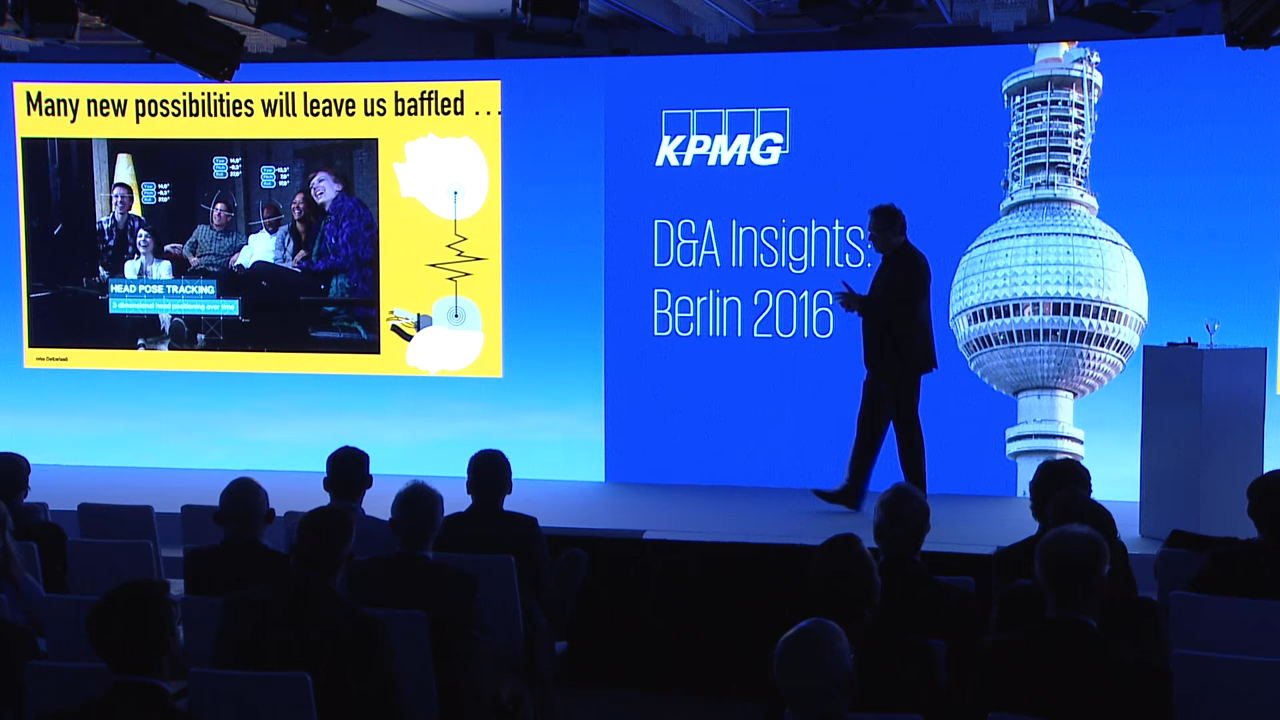 Many new possibilities will leave us baffled ...
HEAD POSE TRACKING
KPMG
D&A Insights:
Berlin 2016